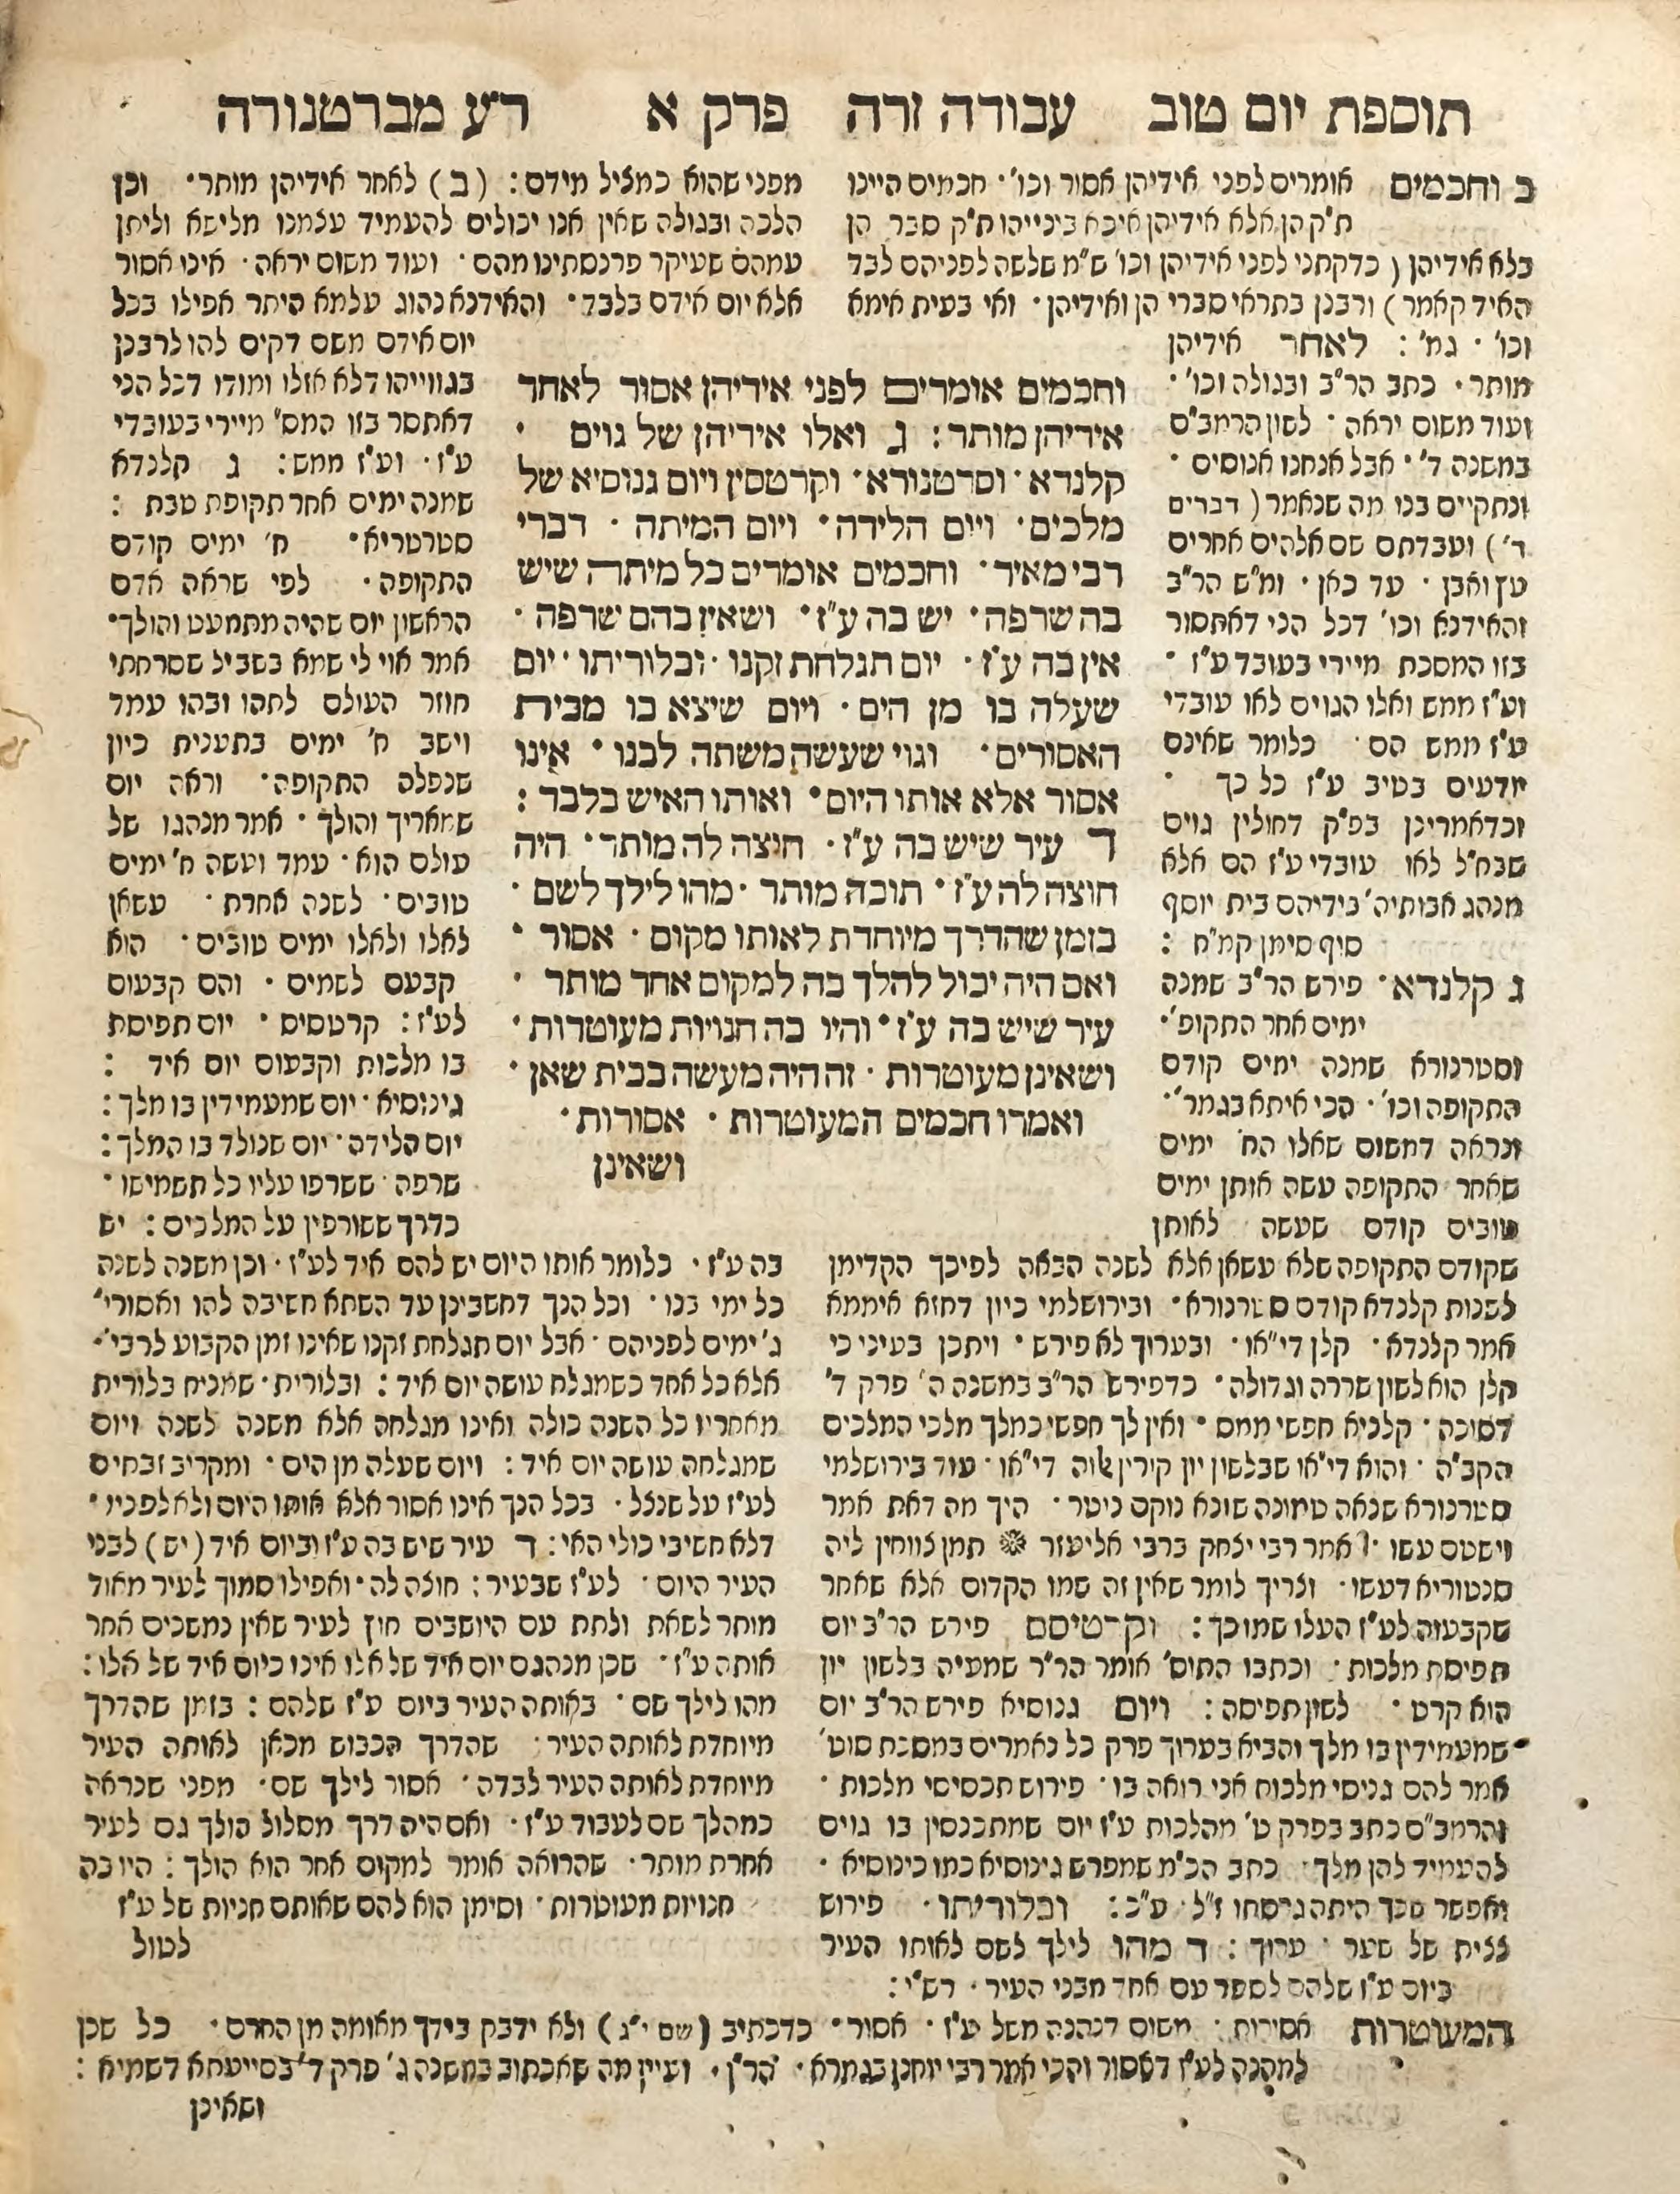 תוספת יום טוב עבודה זרה פרק א ר״ע מברטנורה
ב וחכמים אומרים לפני אידיהן אסור וכו׳· חכמים היינו
ת״ק הן אלא אידיהן איכא בינייהו ת״ק סבר הן
בלא אידיהן ( כדקתני לפני אידיהן וכו׳ ש״מ שלשה לפניהם לבד
האיד קאמר ) ורבנן בתראי סברי הן ואידיהן· ואי בעית אימא
וכו׳ · גמ׳ : לאחר אידיהן
מותר· כתב הר״ב ובגולה וכו׳·
ועוד משום יראה · לשון הרמב״ם
במשנה ד׳· אבל אנחנו אנוסים ·
ונתקיים בנו מה שנאמר ( דברים
ד׳ ) ועבדתם שם אלהים אחרים
עץ ואבן · עד כאן · ומ״ש הר״ב
והאידנא וכו׳ דכל הני דאתסור
בזו המסכת מיירי בעובד ע״ז ·
וע״ז ממש ואלו הגוים לאו עובדי
ע״ז ממש הם · כלומר שאינם
יודעים בטיב ע״ז כל כך ·
וכדאמרינן בפ״ק דחולין גוים
שבח״ל לאו עובדי ע״ז הם אלא
מנהג אבותיה׳ בידיהם בית יוסף
סוף סימן קמ״ח :
ג קלנדא· פירש הר״ב שמנה
ימים אחר התקופ׳·
וסטרנורא שמנה ימים קודם
התקופה וכו׳· הכי איתא בגמר׳·
ונראה דמשום שאלו הח׳ ימים
שאחר התקופה עשה אותן ימים
טובים קודם שעשה לאותן
שקודם התקופה שלא עשאן אלא לשנה הבאה לפיכך הקדימן
לשנות קלנדא קודם סטרנורא· ובירושלמי כיון דחזא איממא
אמר קלנדא· קלן די״או· ובערוך לא פירש · ויתכן בעיני כי
קלן הוא לשון שררה וגדולה· כדפירש הר״ב במשנה ה׳ פרק ד׳
דסוכה· קלניא חפשי ממס · ואין לך חפשי כמלך מלכי המלכים
הקב״ה · והוא די״או שבלשון יון קורין אלוה די״או· עוד בירושלמי
סטרנורא שנאה טמונה שונא נוקם ניטר · היך מה דאת אמר
וישטם עשו · אמר רבי יצחק ברבי אליעזר תמן צווחין ליה
סנטוריא דעשו· וצריך לומר שאין זה שמו הקדום אלא שאחר
שקבעוה לע״ז העלו שמו כך : וקרטיסם פירש הר״ב יום
תפיסת מלכות· וכתבו התוס׳ אומר הר״ר שמעיה בלשון יון
הוא קרט · לשון תפיסה: ויום גנוסיא פירש הר״ב יום
שמעמידין בו מלך והביא בערוך פרק כל נאמרים במסכת סוט׳
אמר להם גניסי מלכות אני רואה בו· פירוש תכסיסי מלכות ·
והרמב״ם כתב בפרק ט׳ מהלכות ע״ז יום שמתכנסין בו גוים
להעמיד להן מלך· כתב הכ״מ שמפרש גינוסיא כמו כינוסיא ·
ואפשר שכך היתה גרסתו ז״ל· ע״כ: ובלוריתו· פירוש
ציצית של שער · ערוך : ד מהו לילך לשם לאותו העיר
ביום ע״ז שלהם לספר עם אחד מבני העיר · רש״י:
המעוטרות אסורות· משום דנהנה משל ע״ז · אסור· כדכתיב ( שם י״ג ) ולא ידבק בידך מאומה מן החרם · כל שכן
למהנה לע״ז דאסור והכי אמר רבי יוחנן בגמרא· הר״ן · ועיין מה שאכתוב במשנה ג׳ פרק ד׳ בסייעתא דשמיא :
ושאינן
וחכמים אומרים לפני אידיהן אסור לאחר
אידיהן מותר: ג ואלו אידיהן של גוים ·
קלנדא· וסרטנורא· וקרטסין ויום גנוסיא של
מלכים· ויום הלידה· ויום המיתה · דברי
רבי מאיר· וחכמים אומרים כל מיתה שיש
בה שרפה· יש בה ע״ז· ושאין בהם שרפה ·
אין בה ע״ז· יום תגלחת זקנו · ובלוריתו· יום
שעלה בו מן הים· ויום שיצא בו מבית
האסורים· וגוי שעשה משתה לבנו · אינו
אסור אלא אותו היום· ואותו האיש בלבד:
ד עיר שיש בה ע״ז· חוצה לה מותר· היה
חוצה לה ע״ז· תוכה מותר· מהו לילך לשם ·
בזמן שהדרך מיוחדת לאותו מקום · אסור ·
ואם היה יכול להלך בה למקום אחד מותר ·
עיר שיש בה ע״ז· והיו בה חנויות מעוטרות·
ושאינן מעוטרות · זה היה מעשה בבית שאן ·
ואמרו חכמים המעוטרות · אסורות·
ושאינן
מפני שהוא כמציל מידם: (ב) לאחר אידיהן מותר· וכן
הלכה ובגולה שאין אנו יכולים להעמיד עצמנו מלישא וליתן
עמהם שעיקר פרנסתינו מהם· ועוד משום יראה· אינו אסור
אלא יום אידם בלבד· והאידנא נהוג עלמא היתר אפילו בכל
יום אידם משם דקים להו לרבנן
בגווייהו דלא אזלו ומודו דכל הני
דאתסר בזו המס׳ מיירי בעובדי
ע״ז· וע״ז ממש: ג קלנדא
שמנה ימים אחר תקופת טבת :
סטרטריא· ח׳ ימים קודם
התקופה· לפי שראה אדם
הראשון יום שהיה מתמעט והולך·
אמר אוי לי שמא בשביל שסרחתי
חוזר העולם לתהו ובהו עמד
וישב ח׳ ימים בתענית כיון
שנפלה התקופה· וראה יום
שמאריך והולך · אמר מנהגו של
עולם הוא· עמד ועשה ח׳ ימים
טובים · לשנה אחרת · עשאן
לאלו ולאלו ימים טובים · הוא
קבעם לשמים · והם קבעום
לע״ז: קרטסים · יום תפיסת
בו מלכות וקבעום יום איד :
גינוסיא· יום שמעמידין בו מלך:
יום הלידה· יום שנולד בו המלך:
שרפה· ששרפו עליו כל תשמישו ·
כדרך ששורפין על המלכים: יש
בה ע״ז · כלומר אותו היום יש להם איד לע״ז· וכן משנה לשנה
כל ימי בנו · וכל הנך דחשבינן עד השתא חשיבה להו ואסורי׳
ג׳ ימים לפניהם· אבל יום תגלחת זקנו שאינו זמן הקבוע לרבי׳·
אלא כל אחד כשמגלח עושה יום איד: ובלורית· שמניח בלורית
מאחריו כל השנה כולה ואינו מגלחה אלא משנה לשנה ויום
שמגלחה עושה יום איד: ויום שעלה מן הים· ומקריב זבחים
לע״ז על שנצל· בכל הנך אינו אסור אלא אותו היום ולא לפניו ·
דלא חשיבי כולי האי: ד עיר שיש בה ע״ז וביום איד (יש) לבני
העיר היום· לע״ז שבעיר: חוצה לה· ואפילו סמוך לעיר מאוד
מותר לשאת ולתת עם היושבים חוץ לעיר שאין נמשכים אחר
אותה ע״ז· שכן מנהגם יום איד של אלו אינו כיום איד של אלו:
מהו לילך שם· באותה העיר ביום ע״ז שלהם: בזמן שהדרך
מיוחדת לאותה העיר· שהדרך הכבוש מכאן לאותה העיר
מיוחדת לאותה העיר לבדה· אסור לילך שם· מפני שנראה
כמהלך שם לעבוד ע״ז· ואם היה דרך מסלול הולך גם לעיר
אחרת מותר· שהרואה אומר למקום אחר הוא הולך: היו בה
חנויות מעוטרות· וסימן הוא להם שאותם חניות של ע״ז
לטול